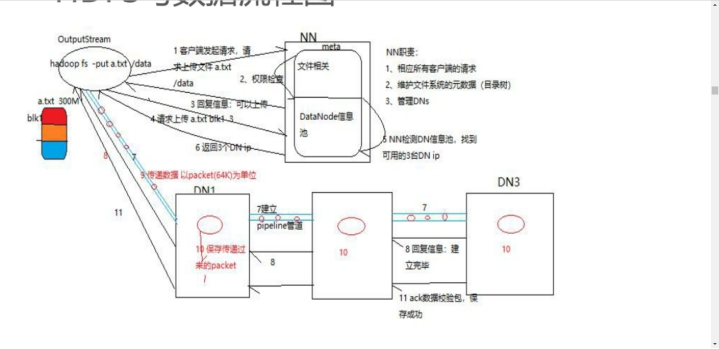 OutputStream
hadoop fs -put a.txt /data
a.txt 300M
blk1
1 客户端发起请求，请
求上传文件 a.txt
/data
2、权限检查
3 回复信息：可以上传
4 请求上传 a.txt blk1 3
6 返回3个DN ip
NN
meta
文件相关
DataNode信息
池
NN职责：
1、相应所有客户端的请求
2、维护文件系统的元数据（目录树）
3、管理DNs
5 NN检测DN信息池，找到
可用的3台DN ip
8
7
9 传递数据 以packet(64K)为单位
11
DN1
10 保存传递过
来的packet
7建立
pipeline管道
8
10
7
8 回复信息：建
立完毕
11 ack数据校验包，保
存成功
DN3
10